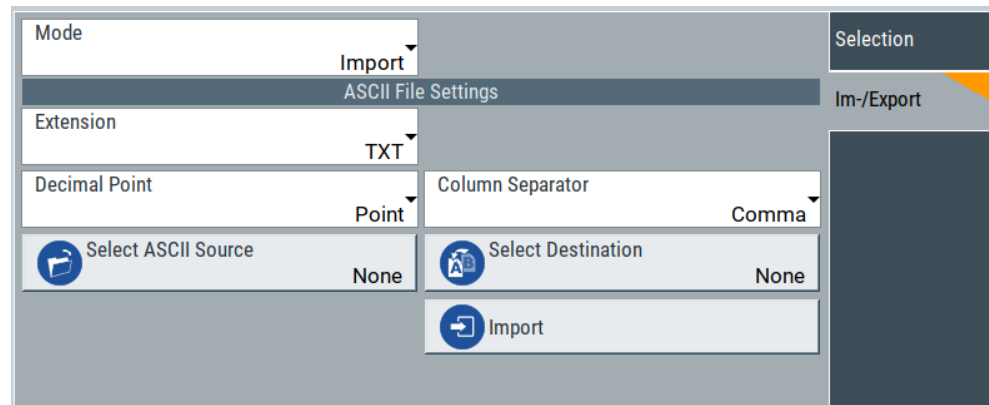 Mode
Import
Selection
ASCII File Settings
Im-/Export
Extension
TXT
Decimal Point
Point
Column Separator
Comma
Select ASCII Source
None
Select Destination
None
Import